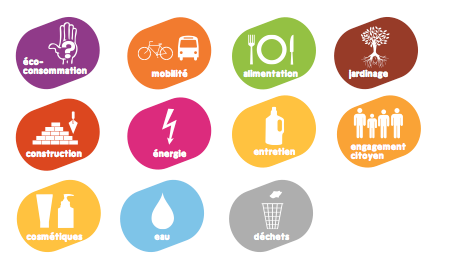 éco-
consommation
mobilité
alimentation
jardinage
construction
énergie
entretien
engagement
citoyen
cosmétiques
eau
déchets